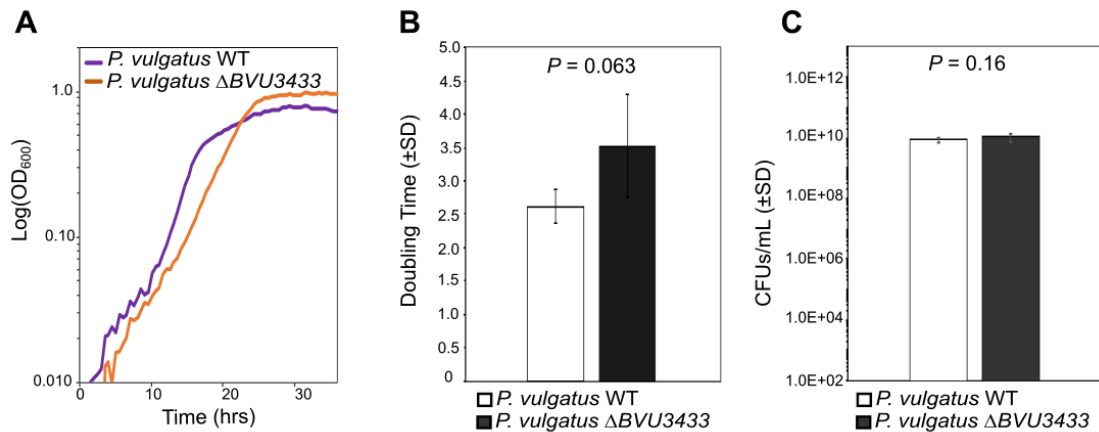 A
P. vulgatus WT
P. vulgatus ΔBVU3433
1.0
0.10
0.010
Log(OD600)
0
10
20
30
Time (hrs)
B
P = 0.063
5.0
4.5
4.0
3.5
3.0
2.5
2.0
1.5
1.0
0.5
0
Doubling Time (±SD)
P. vulgatus WT
P. vulgatus ΔBVU3433
C
P = 0.16
1.0E+12
1.0E+10
1.0E+08
1.0E+06
1.0E+04
1.0E+02
CFUs/mL (±SD)
P. vulgatus WT
P. vulgatus ΔBVU3433